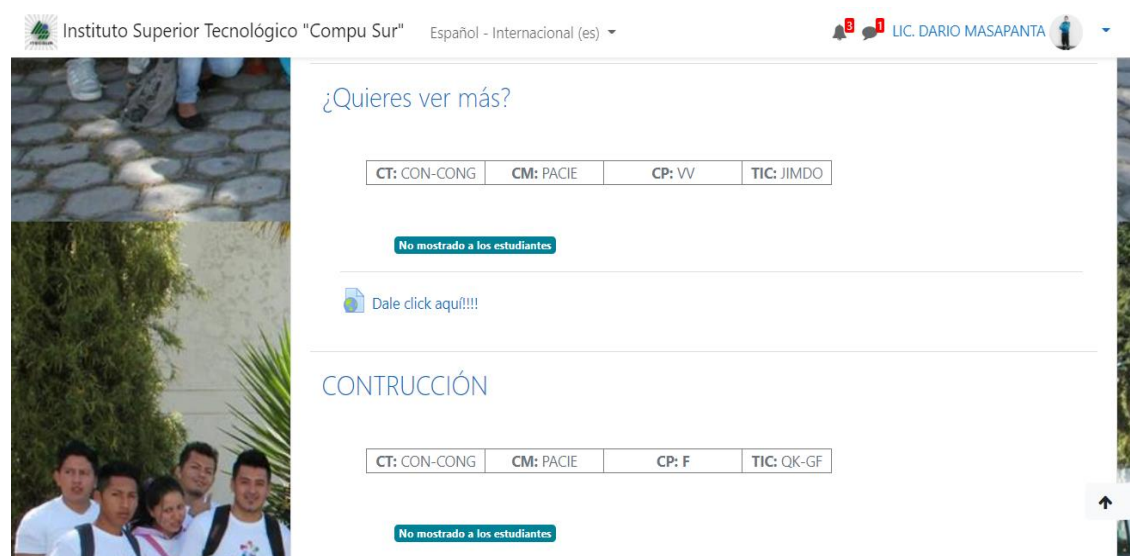 Instituto Superior Tecnológico "Compu Sur" Español - Internacional (es) 3 1 LIC. DARIO MASAPANTA
¿Quieres ver más?
CT: CON-CONG CM: PACIE CP: VV TIC: JIMDO
No mostrado a los estudiantes
Dale click aquí!!!!
CONTRUCCIÓN
CT: CON-CONG CM: PACIE CP: F TIC: QK-GF
No mostrado a los estudiantes